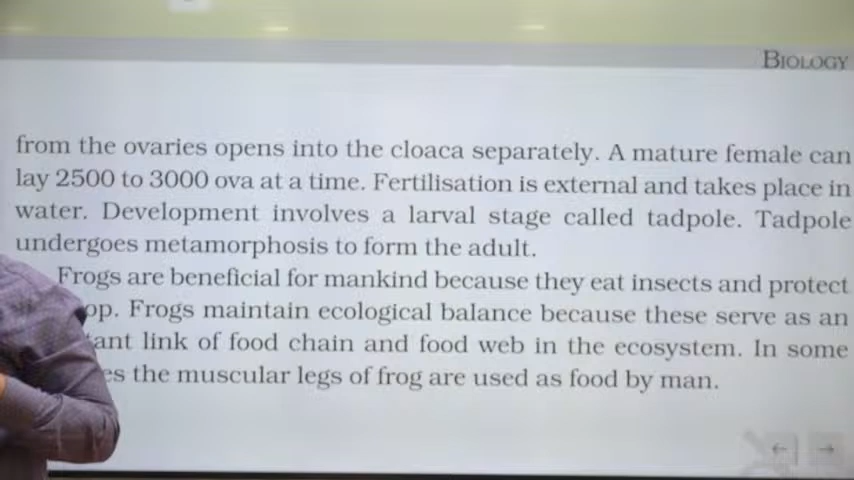 BIOLOGY
from the ovaries opens into the cloaca separately. A mature female can
lay 2500 to 3000 ova at a time. Fertilisation is external and takes place in
water. Development involves a larval stage called tadpole. Tadpole
undergoes metamorphosis to form the adult.
Frogs are beneficial for mankind because they eat insects and protect
op. Frogs maintain ecological balance because these serve as an
ant link of food chain and food web in the ecosystem. In some
es the muscular legs of frog are used as food by man.